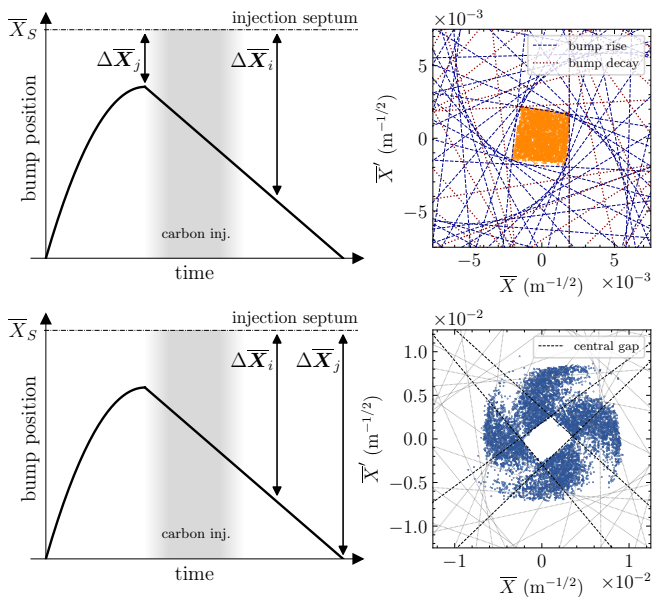 injection septum
X̅_S
ΔX̅_j
ΔX̅_i
bump position
carbon inj.
time
×10⁻³
bump rise
bump decay
5
0
−5
X̅′ (m^{−1/2})
−5 0 5
X̅ (m^{−1/2}) ×10⁻³
injection septum
X̅_S
ΔX̅_i ΔX̅_j
bump position
carbon inj.
time
×10⁻²
central gap
1.0
0.5
0.0
−0.5
−1.0
X̅′ (m^{−1/2})
−1 0 1
X̅ (m^{−1/2}) ×10⁻²